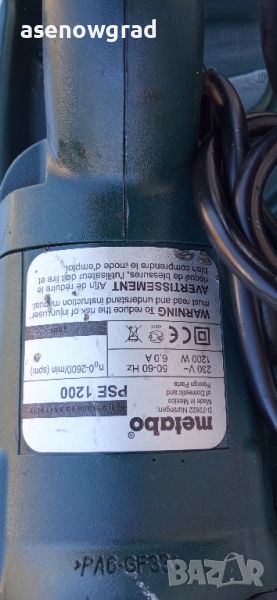 asenowgrad
metabo®
D-72622 Nürtingen;
Made in Mexico
of Domestic and
Foreign Parts
PSE 1200
n₀ 0-2600/min (spm)
230 V~ 50-60 Hz
1200 W 6.0 A
WARNING To reduce the risk of injury, user
must read and understand instruction manual.
AVERTISSEMENT Afin de réduire le
risque de blessures, l'utilisateur doit lire et
bien comprendre le mode d'emploi.
>PA6-GF35<
BAZAR